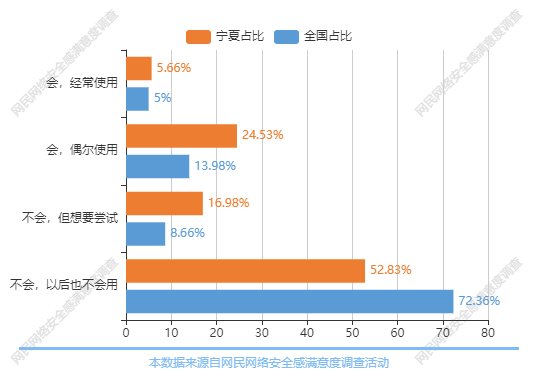 宁夏占比 全国占比
会，经常使用
5.66%
5%
会，偶尔使用
24.53%
13.98%
不会，但想要尝试
16.98%
8.66%
不会，以后也不会用
52.83%
72.36%
0 10 20 30 40 50 60 70 80
本数据来源自网民网络安全感满意度调查活动
网民网络安全感满意度调查
网民网络安全感满意度调查
网民网络安全感满意度调查
网民网络安全感满意度调查